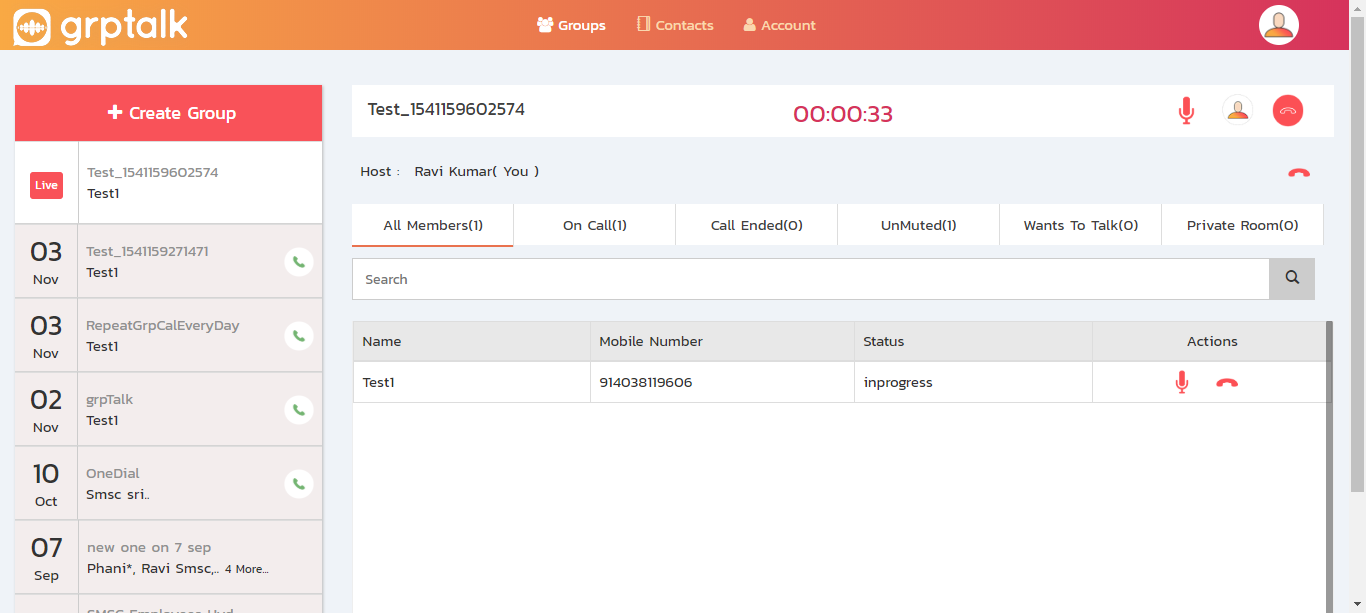 grptalk
Groups
Contacts
Account
Create Group
Live
Test_1541159602574
Test1
03
Nov
Test_1541159271471
Test1
03
Nov
RepeatGrpCalEveryDay
Test1
02
Nov
grpTalk
Test1
10
Oct
OneDial
Smsc sri..
07
Sep
new one on 7 sep
Phani*, Ravi Smsc,.. 4 More...
Test_1541159602574
00:00:33
Host : Ravi Kumar( You )
All Members(1)
On Call(1)
Call Ended(0)
UnMuted(1)
Wants To Talk(0)
Private Room(0)
Search
Name
Mobile Number
Status
Actions
Test1
914038119606
inprogress